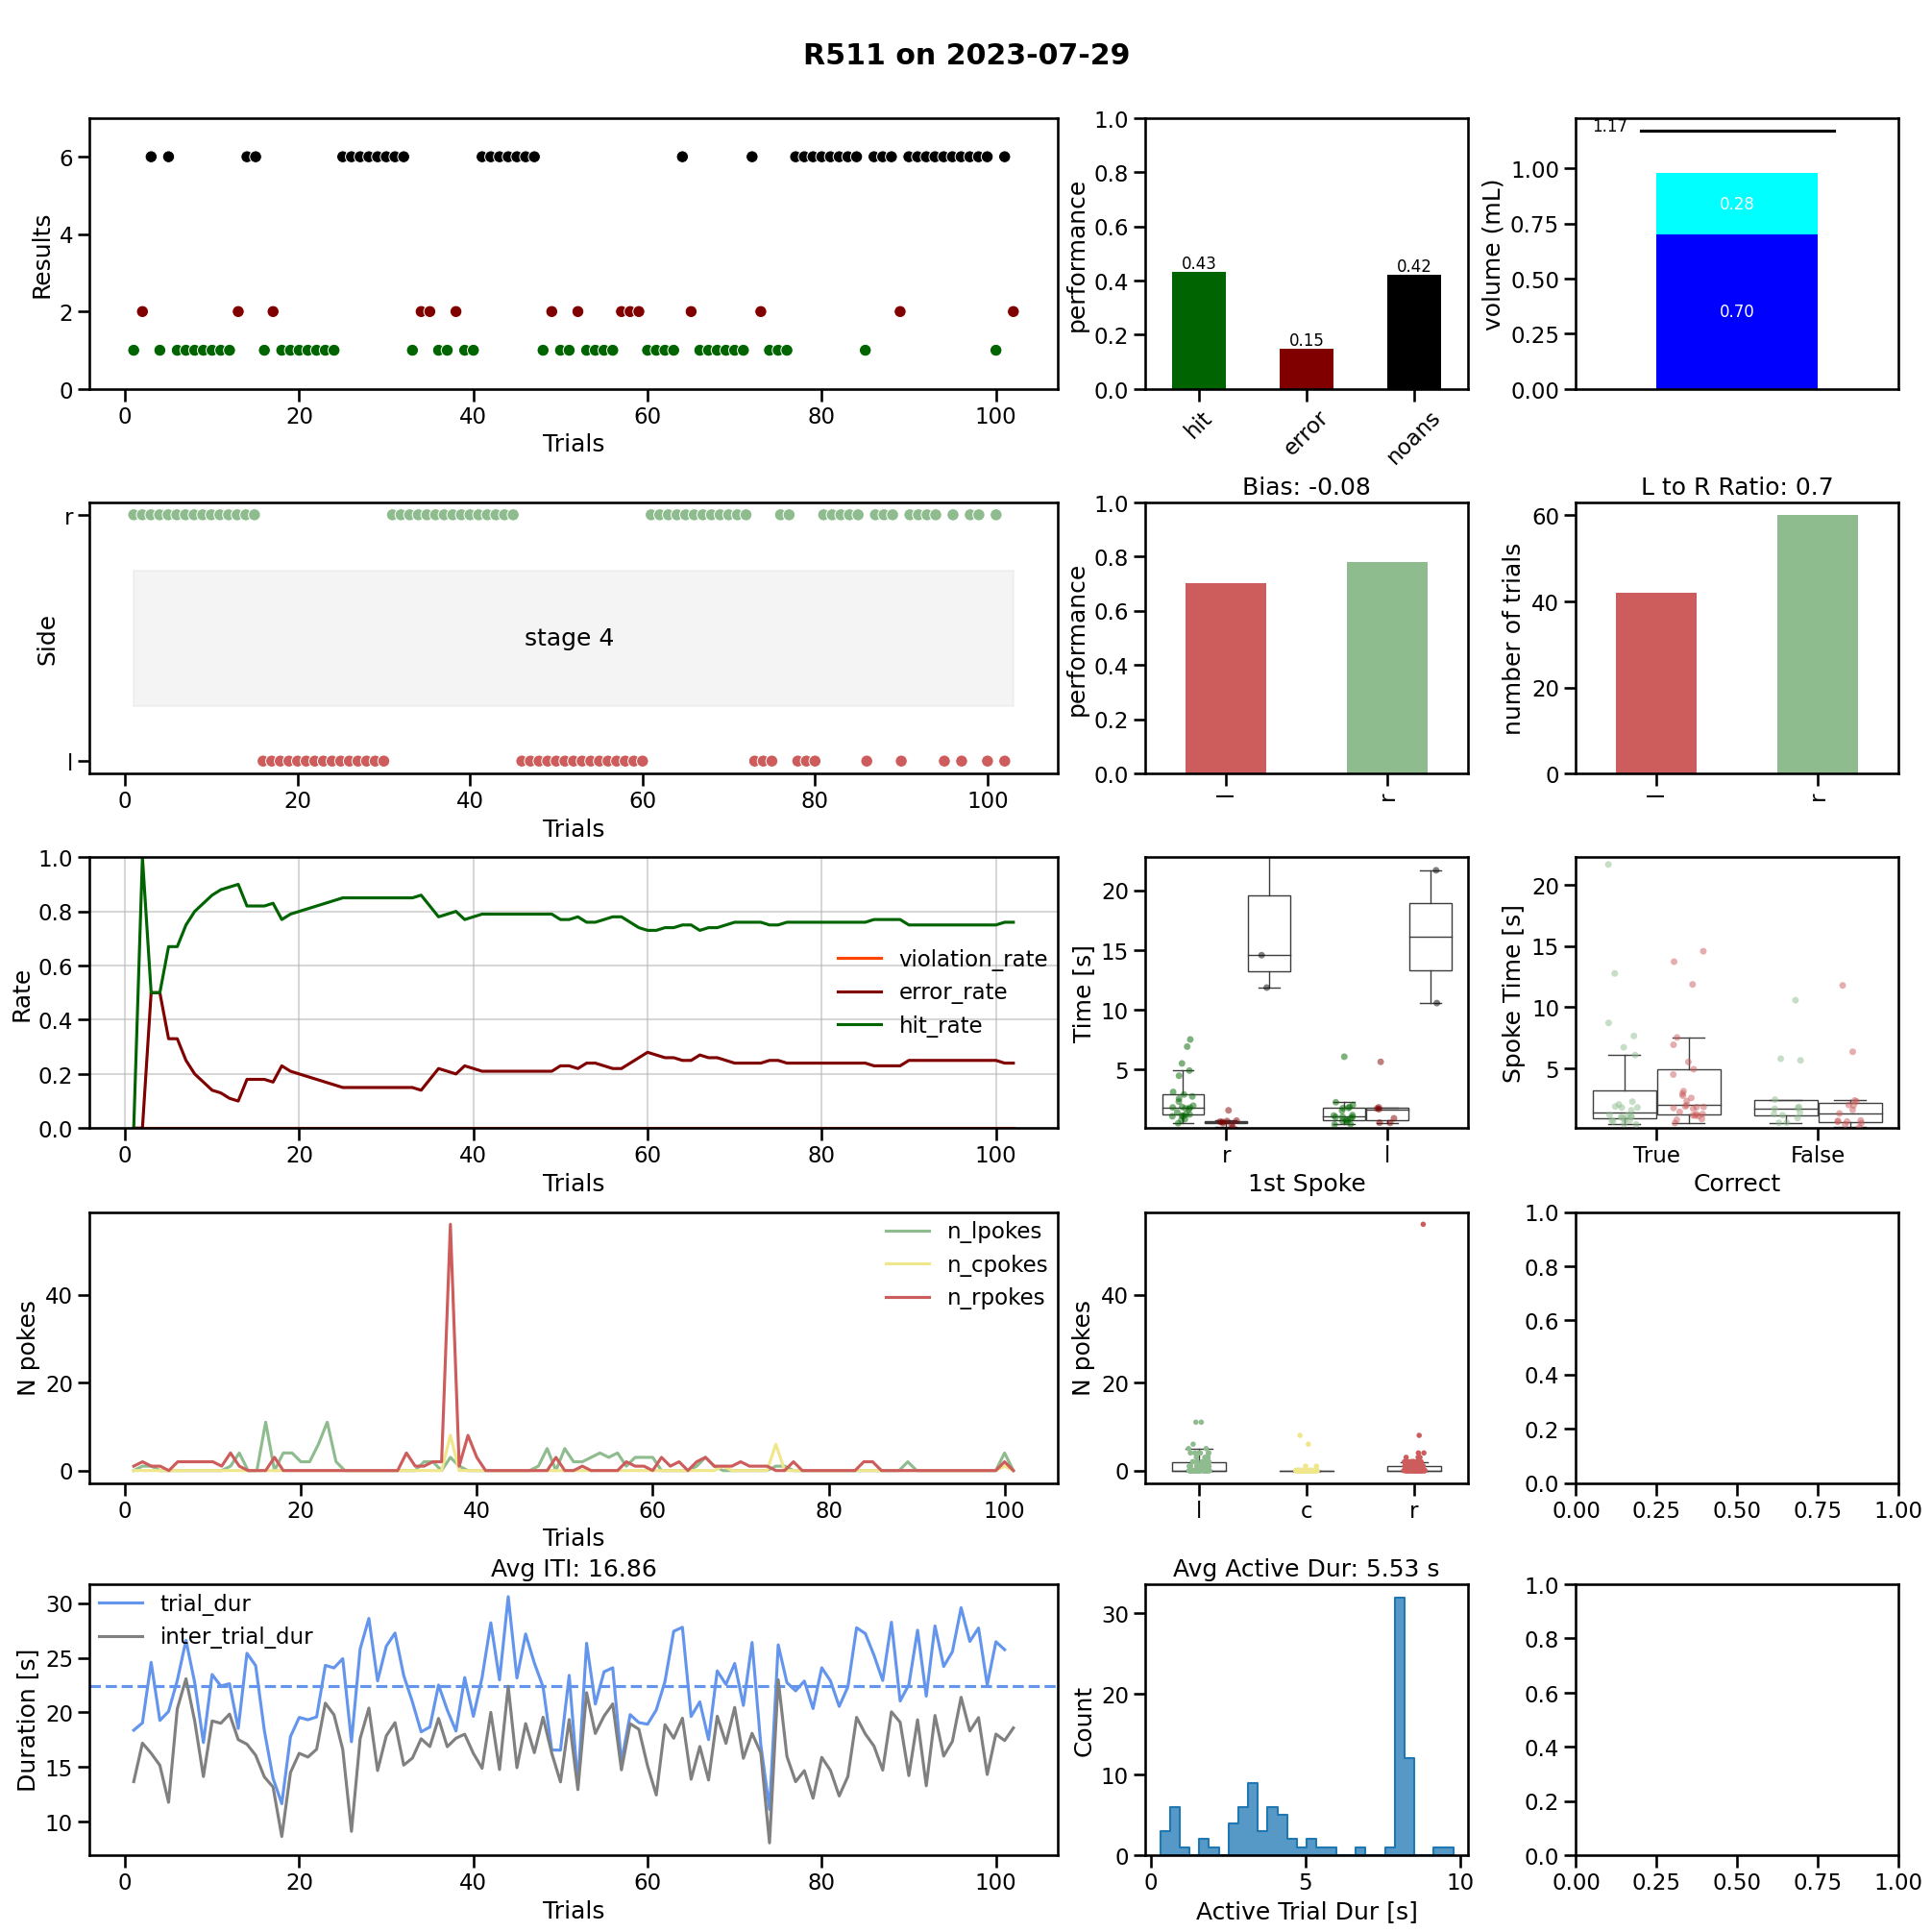 R511 on 2023-07-29
Results
6
4
2
0
0 20 40 60 80 100
Trials
performance
1.0
0.8
0.6
0.4
0.2
0.0
0.43
0.15
0.42
hit
error
noans
volume (mL)
1.17
1.00
0.75
0.50
0.25
0.00
0.28
0.70
Side
r
stage 4
l
0 20 40 60 80 100
Trials
Bias: -0.08
performance
1.0
0.8
0.6
0.4
0.2
0.0
l r
L to R Ratio: 0.7
number of trials
60
40
20
0
l r
Rate
1.0
0.8
0.6
0.4
0.2
0.0
violation_rate
error_rate
hit_rate
0 20 40 60 80 100
Trials
Time [s]
20
15
10
5
r l
1st Spoke
Spoke Time [s]
20
15
10
5
True False
Correct
N pokes
40
20
0
n_lpokes
n_cpokes
n_rpokes
0 20 40 60 80 100
Trials
N pokes
40
20
0
l c r
1.0
0.8
0.6
0.4
0.2
0.0
0.00 0.25 0.50 0.75 1.00
Avg ITI: 16.86
Duration [s]
30
25
20
15
10
trial_dur
inter_trial_dur
0 20 40 60 80 100
Trials
Avg Active Dur: 5.53 s
Count
30
20
10
0
0 5 10
Active Trial Dur [s]
1.0
0.8
0.6
0.4
0.2
0.0
0.00 0.25 0.50 0.75 1.00